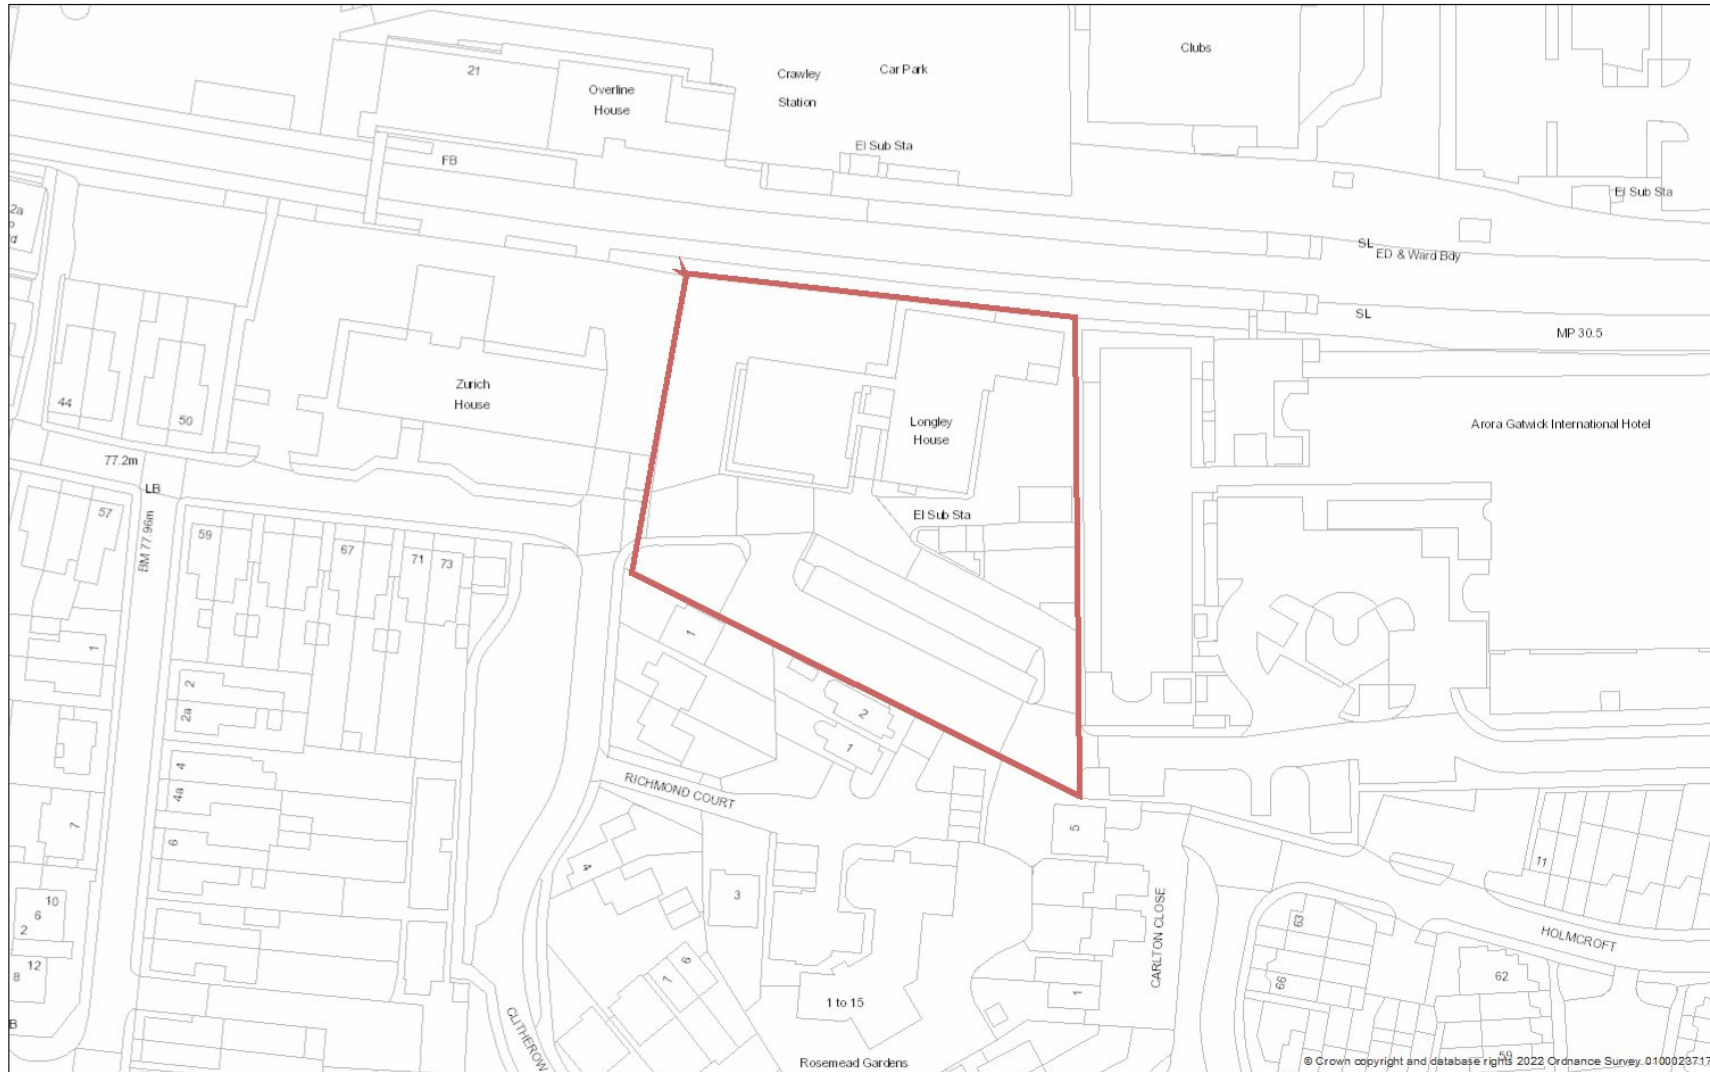 21
Overline
House
Crawley
Station
Car Park
Clubs
El Sub Sta
FB
El Sub Sta
2a
SL
ED & Ward Bdy
SL
MP 30.5
44
50
Zurich
House
Longley
House
Arora Gatwick International Hotel
77.2m
LB
57
BM 77.96m
59
67
71
73
El Sub Sta
1
1
2
2a
2
1
4
4a
RICHMOND COURT
7
6
5
4
3
11
10
6
2
12
8
63
66
CARLTON CLOSE
HOLMCROFT
62
7
6
1
1 to 15
CLITHEROW
Rosemead Gardens
59
© Crown copyright and database rights 2022 Ordnance Survey 0100023717